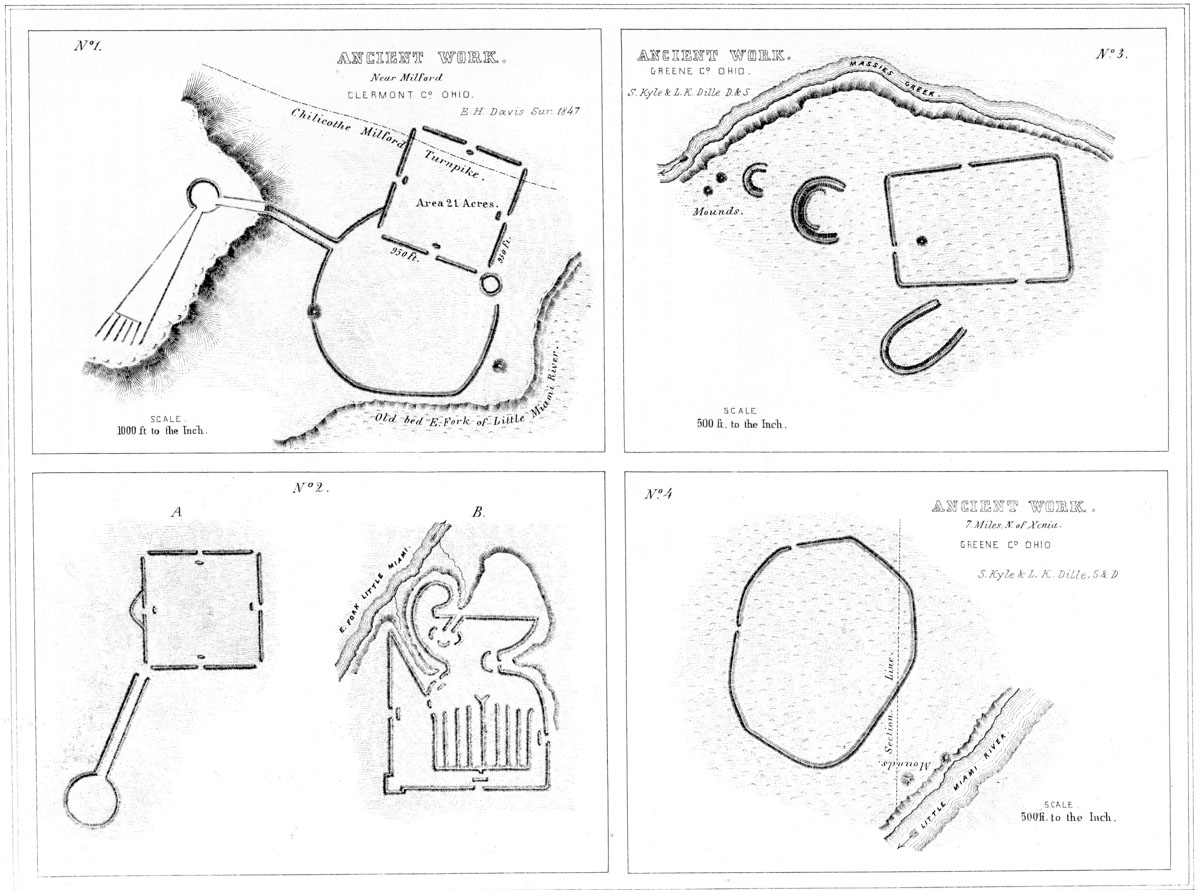 Nº1.
ANCIENT WORK.
Near Milford
CLERMONT Cº OHIO.
E. H. Davis Sur. 1847
Chilicothe Milford Turnpike.
Area 21 Acres.
950 ft.
950 ft.
Old bed E. Fork of Little Miami River.
SCALE.
1000 ft to the Inch.
ANCIENT WORK.
GREENE Cº OHIO.
S. Kyle & L. K. Dille D. & S
Nº 3.
MASSIES CREEK.
Mounds.
SCALE
500 ft. to the Inch.
Nº 2.
A
B.
E. FORK LITTLE MIAMI.
Nº.4
ANCIENT WORK.
7 Miles, N. of Xenia.
GREENE Cº OHIO
S. Kyle & L. K. Dille, S & D
Section Line.
Mounds.
LITTLE MIAMI RIVER
SCALE.
500ft. to the Inch.